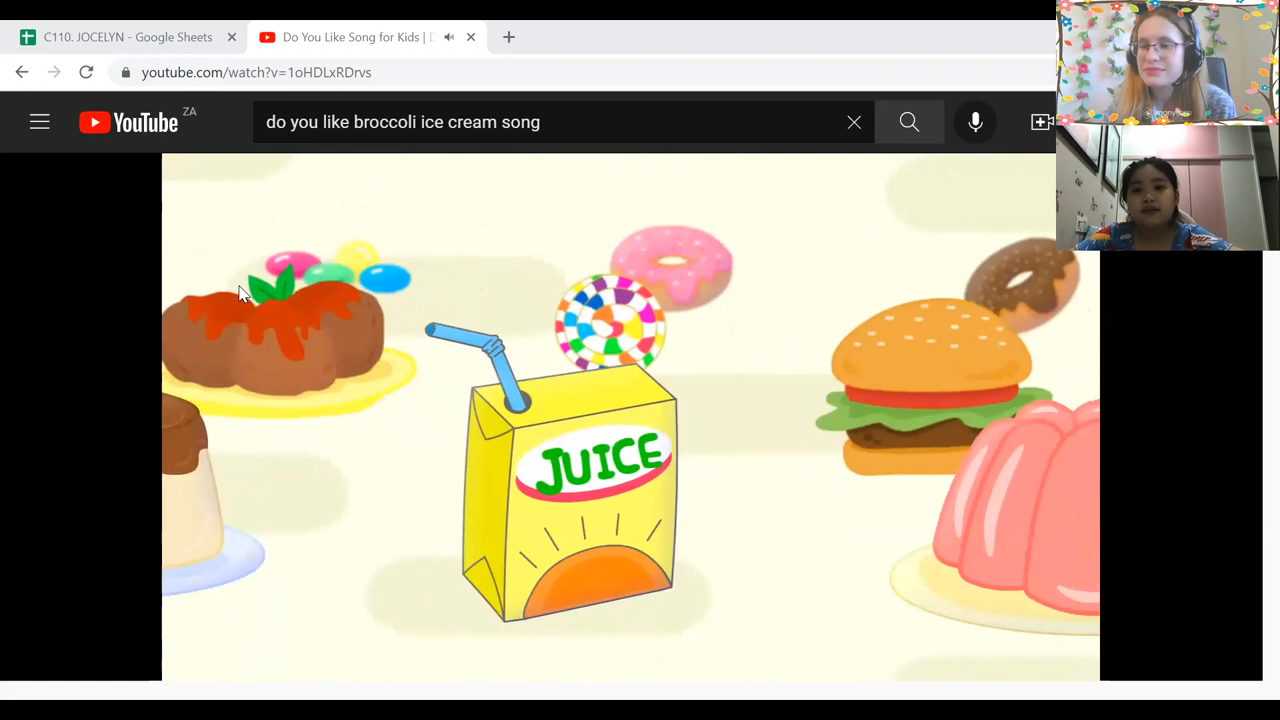 C110. JOCELYN - Google Sheets
Do You Like Song for Kids |
youtube.com/watch?v=1oHDLxRDrvs
YouTube ZA
do you like broccoli ice cream song
JUICE